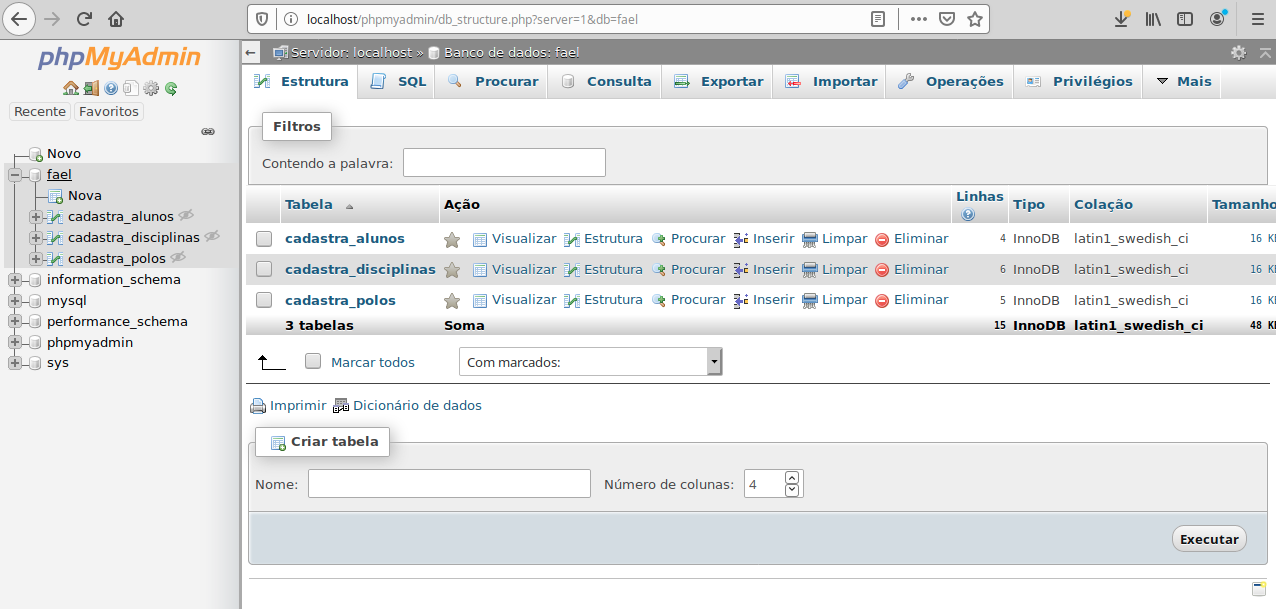 localhost/phpmyadmin/db_structure.php?server=1&db=fael
phpMyAdmin
Recente Favoritos
Novo
fael
Nova
cadastra_alunos
cadastra_disciplinas
cadastra_polos
information_schema
mysql
performance_schema
phpmyadmin
sys
Servidor: localhost » Banco de dados: fael
Estrutura SQL Procurar Consulta Exportar Importar Operações Privilégios Mais
Filtros
Contendo a palavra:
Tabela Ação Linhas Tipo Colação Tamanho
cadastra_alunos Visualizar Estrutura Procurar Inserir Limpar Eliminar 4 InnoDB latin1_swedish_ci 16
cadastra_disciplinas Visualizar Estrutura Procurar Inserir Limpar Eliminar 6 InnoDB latin1_swedish_ci 16
cadastra_polos Visualizar Estrutura Procurar Inserir Limpar Eliminar 5 InnoDB latin1_swedish_ci 16
3 tabelas Soma 15 InnoDB latin1_swedish_ci 48
Marcar todos Com marcados:
Imprimir Dicionário de dados
Criar tabela
Nome: Número de colunas: 4
Executar